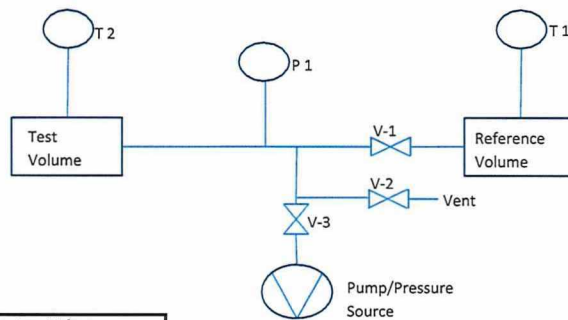 T 2
T 1
P 1
Test
Volume
V-1
Reference
Volume
V-2
Vent
V-3
Pump/Pressure
Source